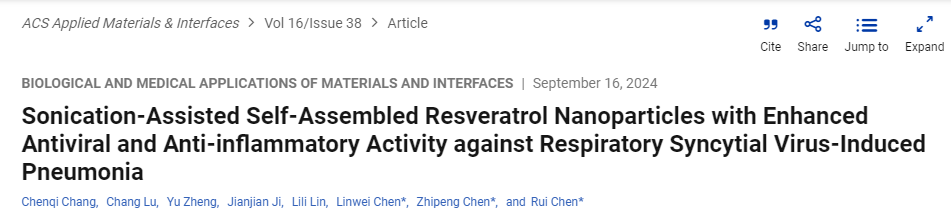 ACS Applied Materials & Interfaces > Vol 16/Issue 38 > Article
Cite Share Jump to Expand
BIOLOGICAL AND MEDICAL APPLICATIONS OF MATERIALS AND INTERFACES | September 16, 2024
Sonication-Assisted Self-Assembled Resveratrol Nanoparticles with Enhanced
Antiviral and Anti-inflammatory Activity against Respiratory Syncytial Virus-Induced
Pneumonia
Chenqi Chang, Chang Lu, Yu Zheng, Jianjian Ji, Lili Lin, Linwei Chen*, Zhipeng Chen*, and Rui Chen*